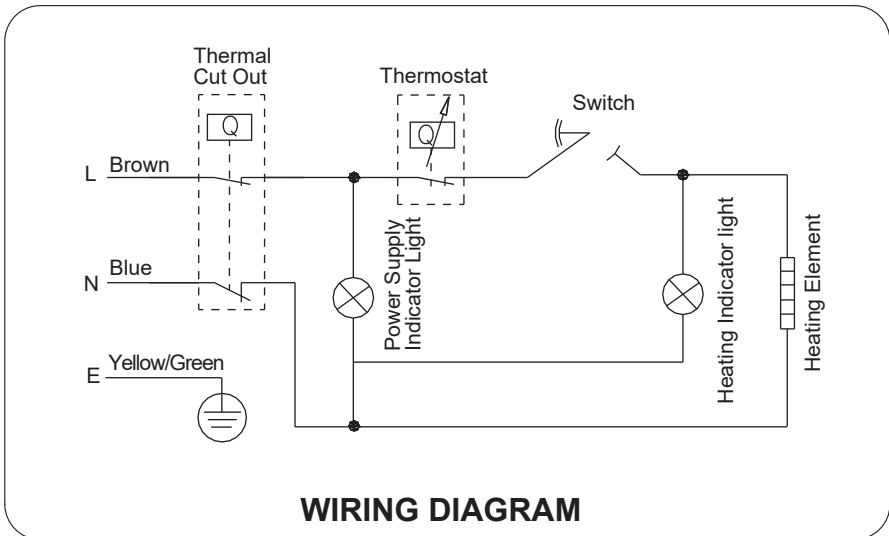 Thermal
Cut Out
Thermostat
Switch
Q
Q
L Brown
N Blue
E Yellow/Green
Power Supply
Indicator Light
Heating Indicator light
Heating Element
WIRING DIAGRAM